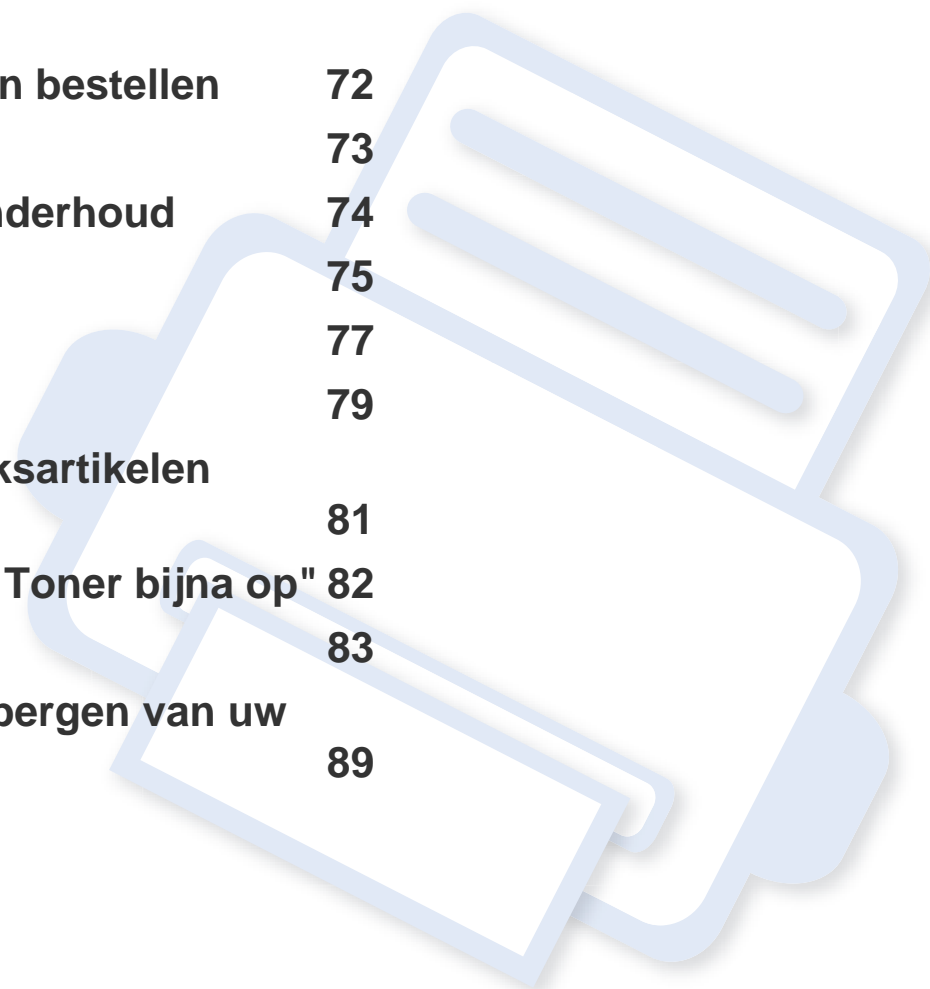 n bestellen 72
73
nderhoud 74
75
77
79
ksartikelen
81
Toner bijna op" 82
83
bergen van uw
89